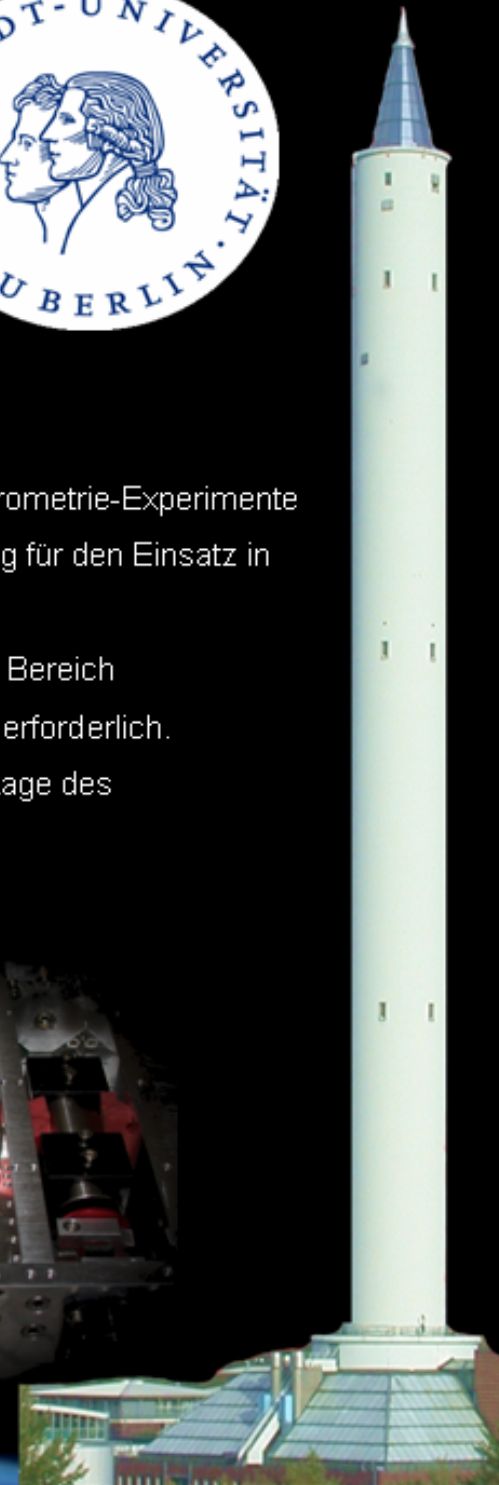 DT-UNIVERSITÄT
U BERLIN
rometrie-Experimente
g für den Einsatz in
Bereich
erforderlich.
age des